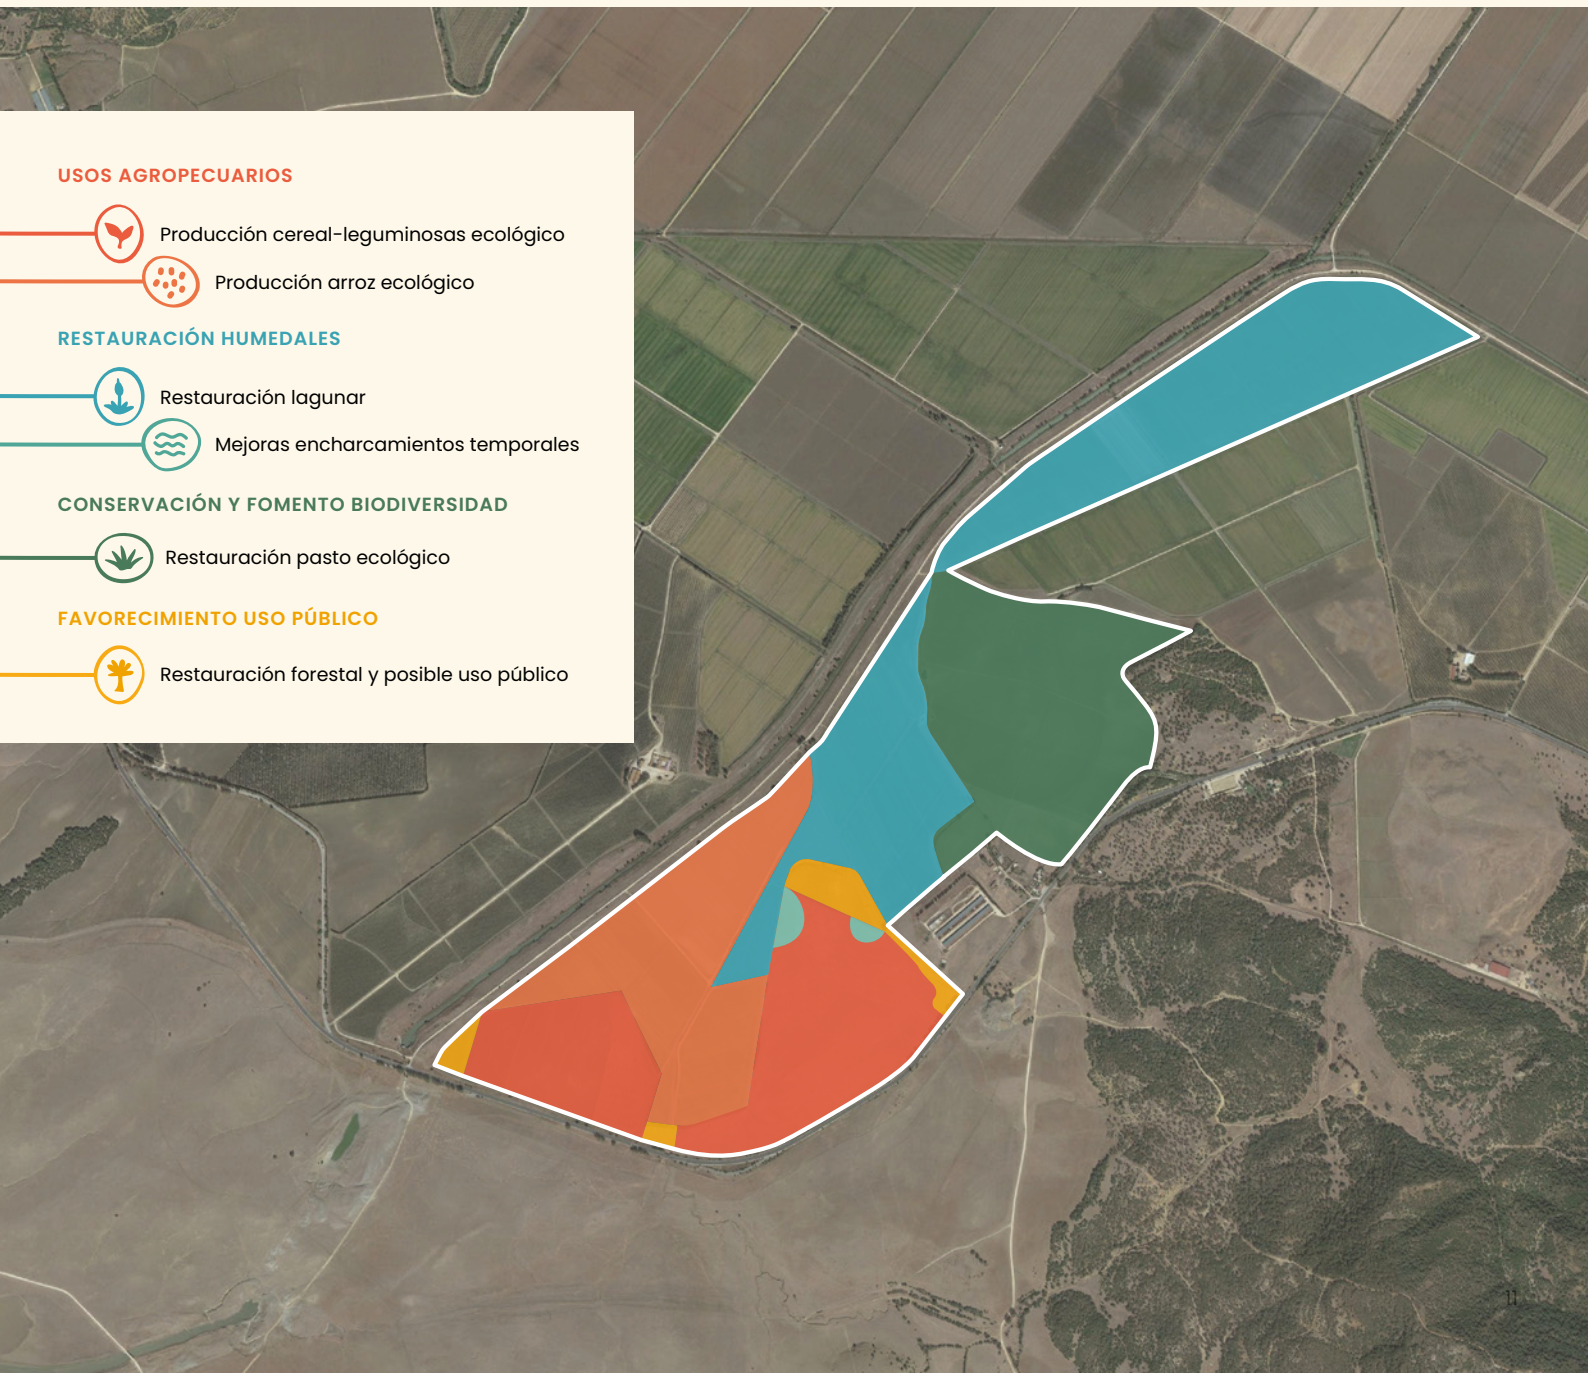 USOS AGROPECUARIOS
Producción cereal-leguminosas ecológico
Producción arroz ecológico
RESTAURACIÓN HUMEDALES
Restauración lagunar
Mejoras encharcamientos temporales
CONSERVACIÓN Y FOMENTO BIODIVERSIDAD
Restauración pasto ecológico
FAVORECIMIENTO USO PÚBLICO
Restauración forestal y posible uso público
11